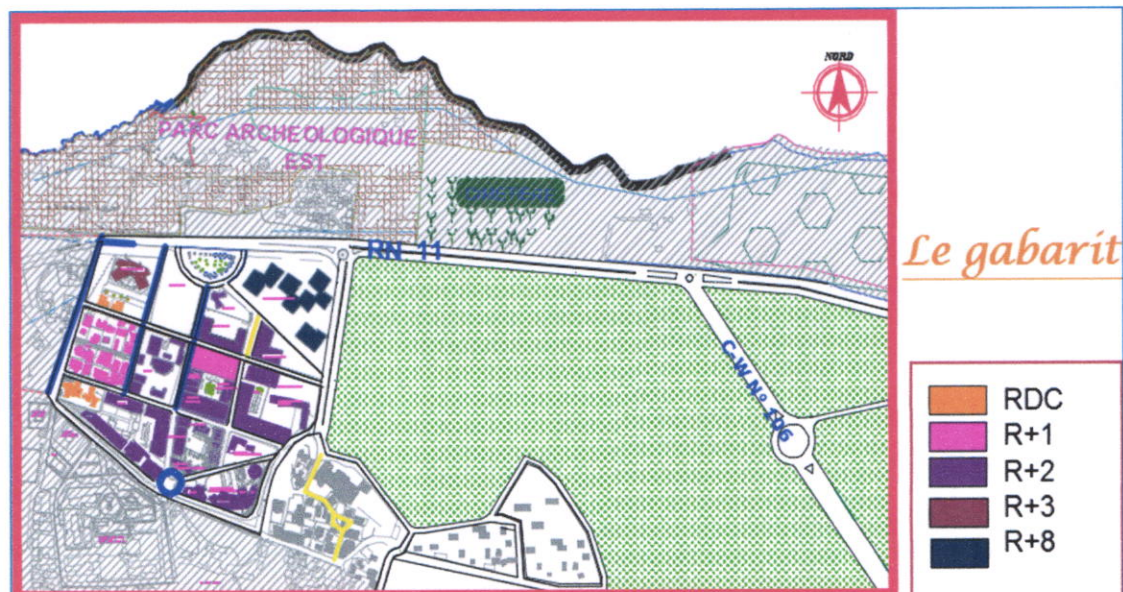 NORD
PARC ARCHEOLOGIQUE
EST
RN 11
C.W.N° 106
Le gabarit
RDC
R+1
R+2
R+3
R+8